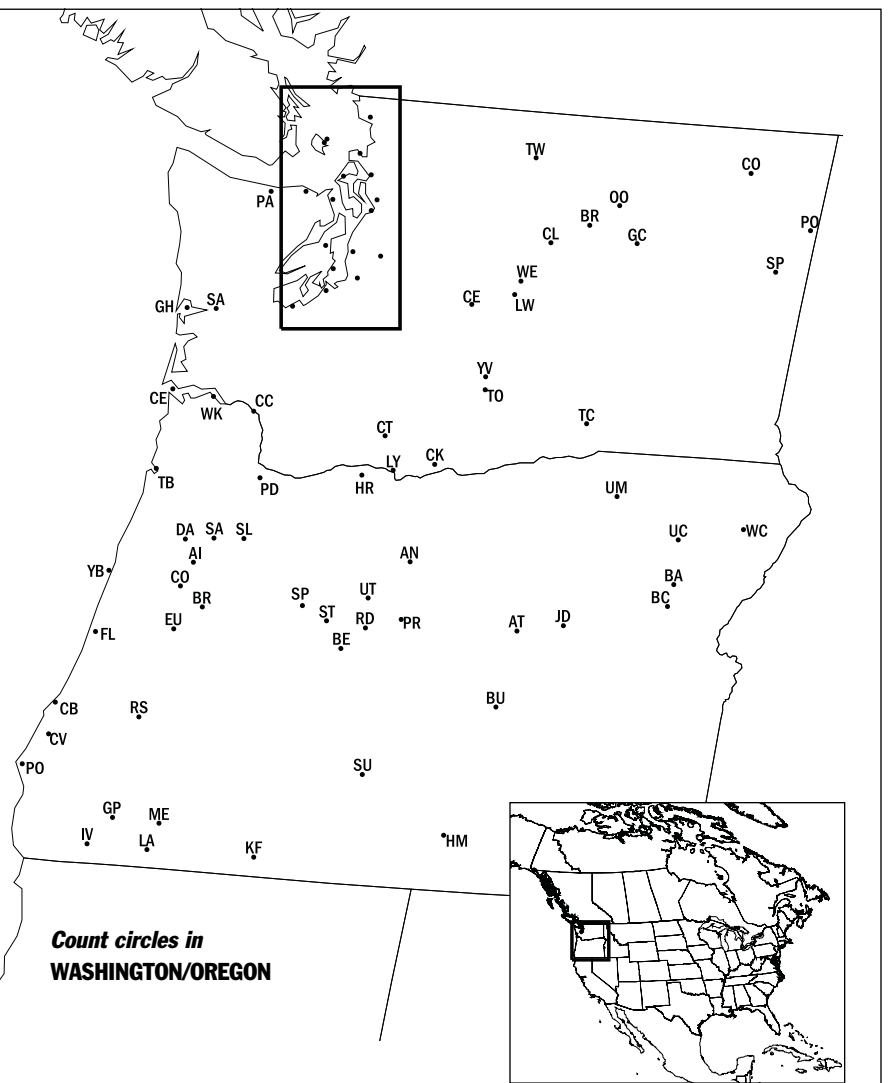 TW
CO
OO
PA
BR
PO
CL
GC
SP
WE
CE
LW
GH
SA
YV
TO
CE
WK
CC
TC
CT
LY
CK
TB
PD
HR
UM
DA
SA
SL
UC
WC
AI
AN
YB
CO
BA
SP
UT
BR
BC
EU
ST
RD
PR
AT
JD
FL
BE
CB
RS
BU
CV
PO
SU
GP
ME
IV
LA
KF
HM
Count circles in
WASHINGTON/OREGON